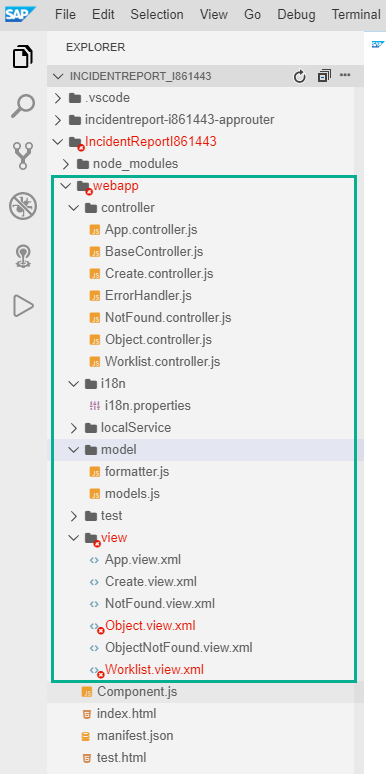 SAP File Edit Selection View Go Debug Terminal
EXPLORER
INCIDENTREPORT_I861443
.vscode
incidentreport-i861443-approuter
IncidentReportI861443
node_modules
webapp
controller
App.controller.js
BaseController.js
Create.controller.js
ErrorHandler.js
NotFound.controller.js
Object.controller.js
Worklist.controller.js
i18n
i18n.properties
localService
model
formatter.js
models.js
test
view
App.view.xml
Create.view.xml
NotFound.view.xml
Object.view.xml
ObjectNotFound.view.xml
Worklist.view.xml
Component.js
index.html
manifest.json
test.html